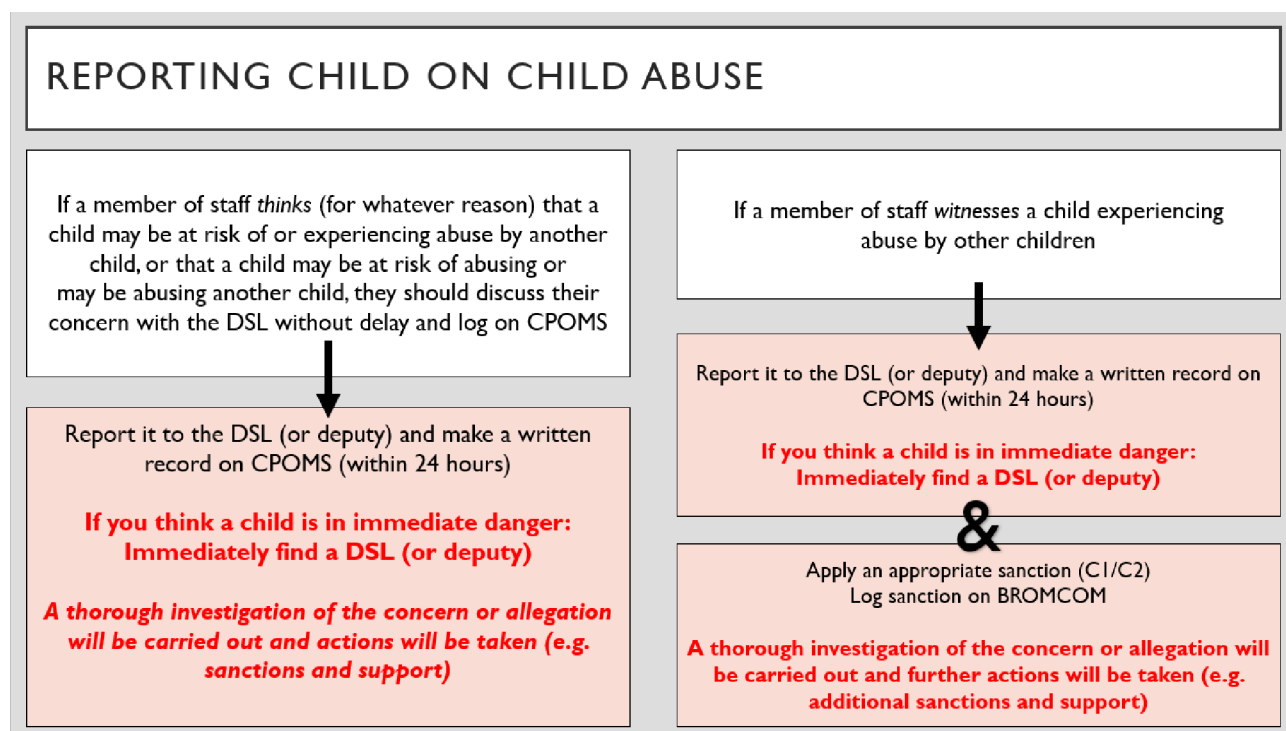 REPORTING CHILD ON CHILD ABUSE
If a member of staff thinks (for whatever reason) that a
child may be at risk of or experiencing abuse by another
child, or that a child may be at risk of abusing or
may be abusing another child, they should discuss their
concern with the DSL without delay and log on CPOMS
Report it to the DSL (or deputy) and make a written
record on CPOMS (within 24 hours)
If you think a child is in immediate danger:
Immediately find a DSL (or deputy)
A thorough investigation of the concern or allegation
will be carried out and actions will be taken (e.g.
sanctions and support)
If a member of staff witnesses a child experiencing
abuse by other children
Report it to the DSL (or deputy) and make a written record on
CPOMS (within 24 hours)
If you think a child is in immediate danger:
Immediately find a DSL (or deputy)
&
Apply an appropriate sanction (C1/C2)
Log sanction on BROMCOM
A thorough investigation of the concern or allegation will
be carried out and further actions will be taken (e.g.
additional sanctions and support)